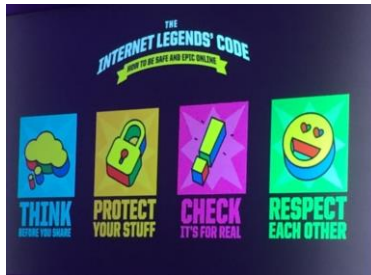 THE
INTERNET LEGENDS' CODE
HOW TO BE SAFE AND EPIC ONLINE
THINK
BEFORE YOU SHARE
PROTECT
YOUR STUFF
CHECK
IT'S FOR REAL
RESPECT
EACH OTHER